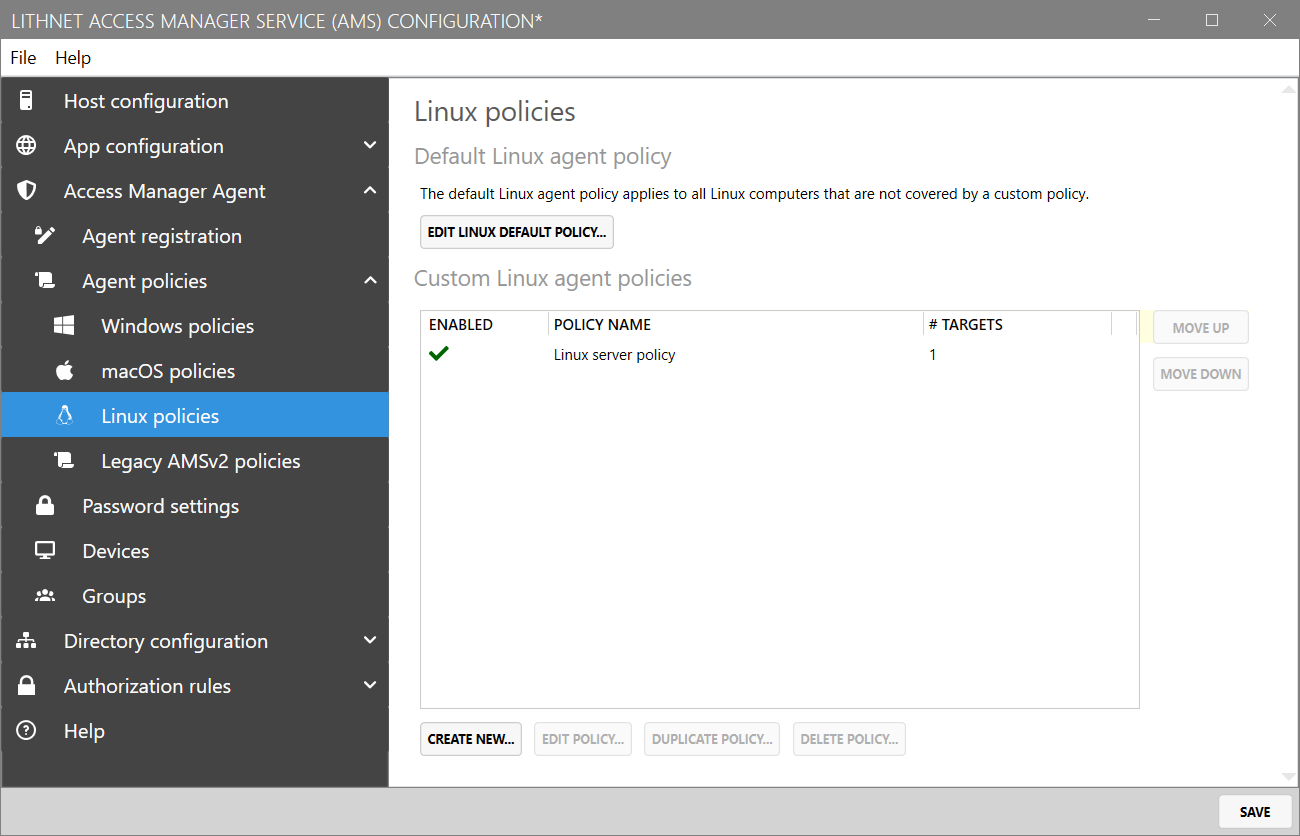 LITHNET ACCESS MANAGER SERVICE (AMS) CONFIGURATION*
File Help
Host configuration
App configuration
Access Manager Agent
Agent registration
Agent policies
Windows policies
macOS policies
Linux policies
Legacy AMSv2 policies
Password settings
Devices
Groups
Directory configuration
Authorization rules
Help
Linux policies
Default Linux agent policy
The default Linux agent policy applies to all Linux computers that are not covered by a custom policy.
EDIT LINUX DEFAULT POLICY...
Custom Linux agent policies
ENABLED POLICY NAME # TARGETS
Linux server policy 1
MOVE UP
MOVE DOWN
CREATE NEW... EDIT POLICY... DUPLICATE POLICY... DELETE POLICY...
SAVE